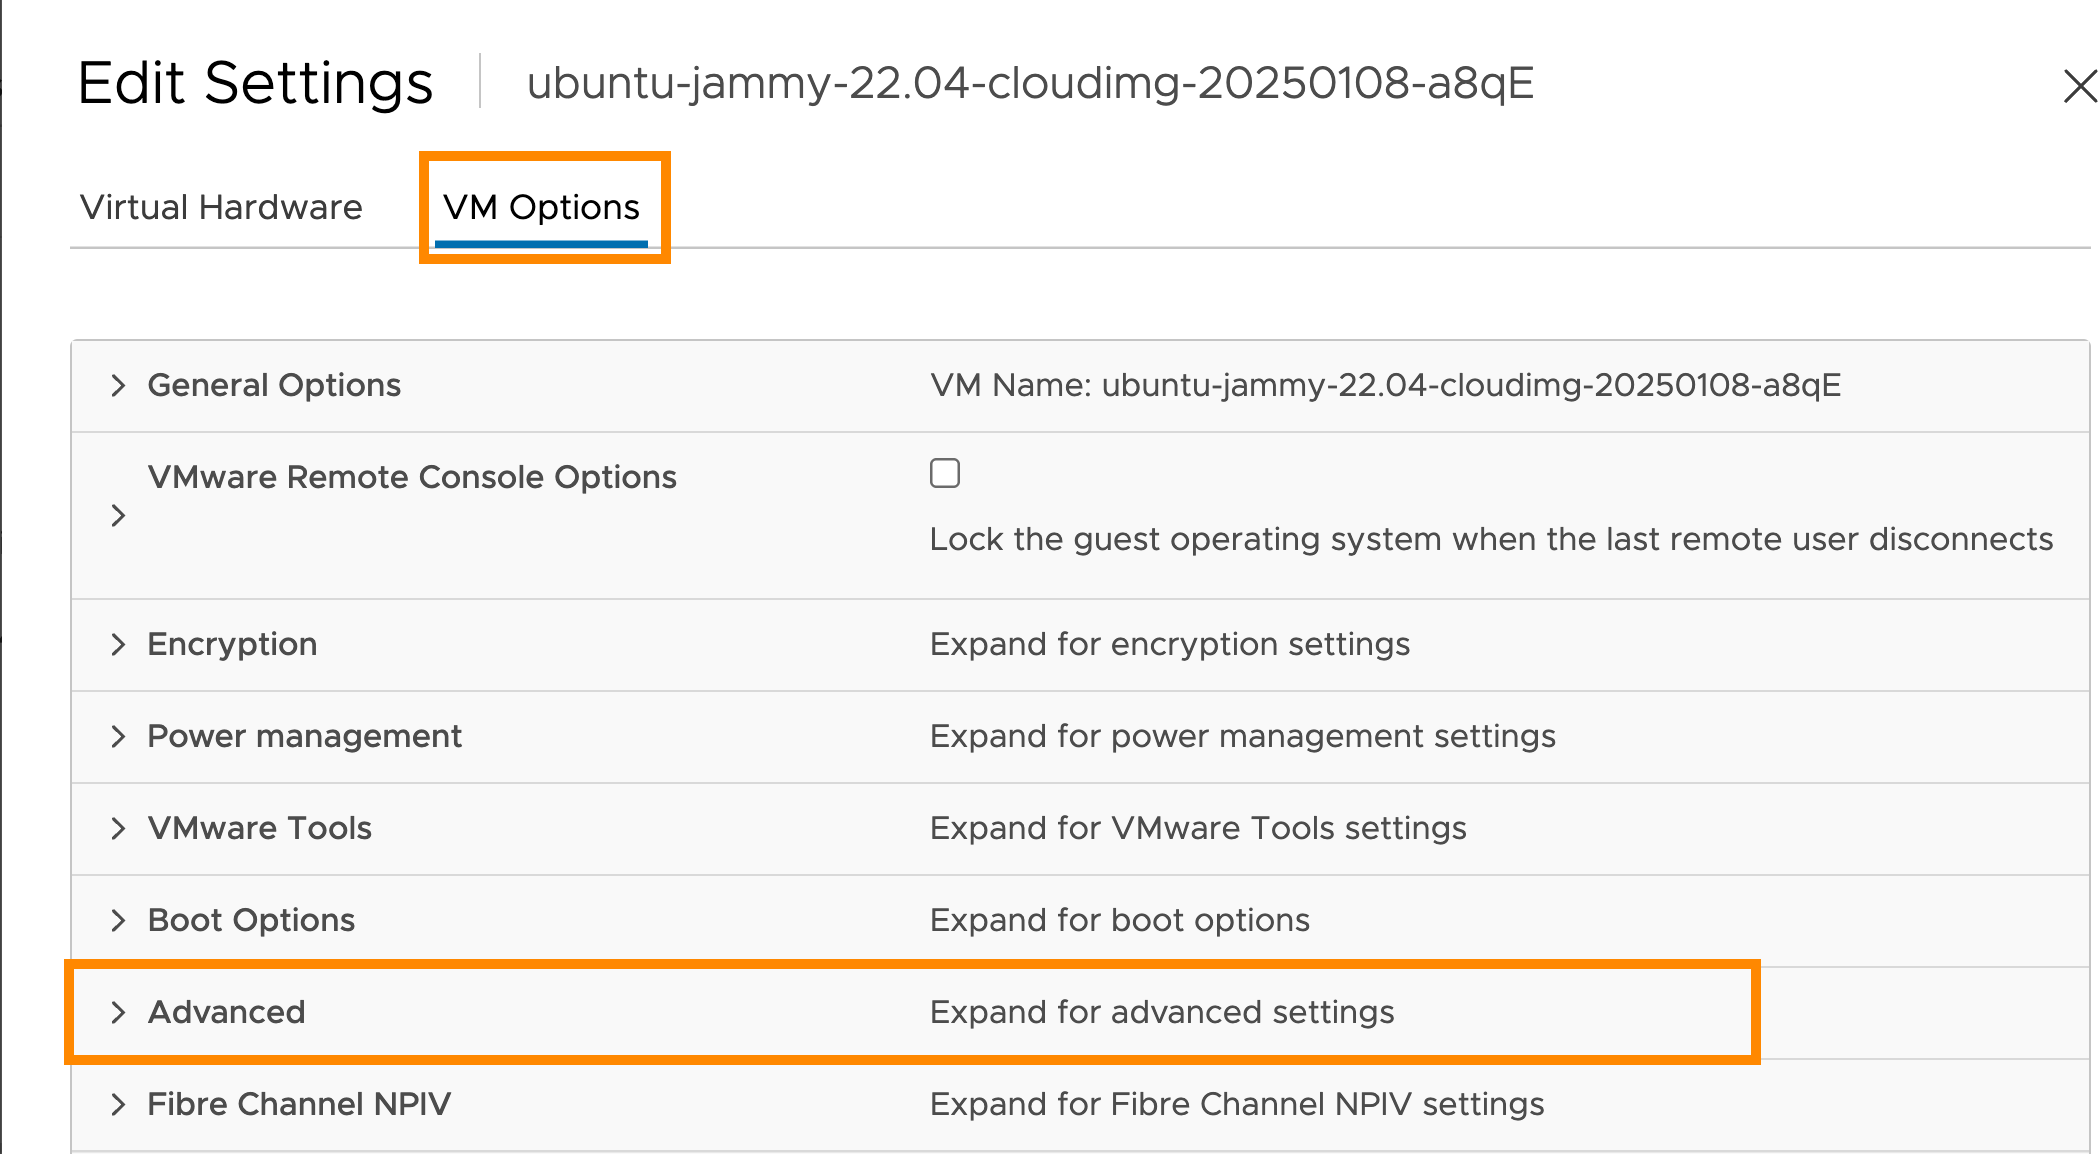 Edit Settings ubuntu-jammy-22.04-cloudimg-20250108-a8qE
Virtual Hardware VM Options
General Options VM Name: ubuntu-jammy-22.04-cloudimg-20250108-a8qE
VMware Remote Console Options
Lock the guest operating system when the last remote user disconnects
Encryption Expand for encryption settings
Power management Expand for power management settings
VMware Tools Expand for VMware Tools settings
Boot Options Expand for boot options
Advanced Expand for advanced settings
Fibre Channel NPIV Expand for Fibre Channel NPIV settings